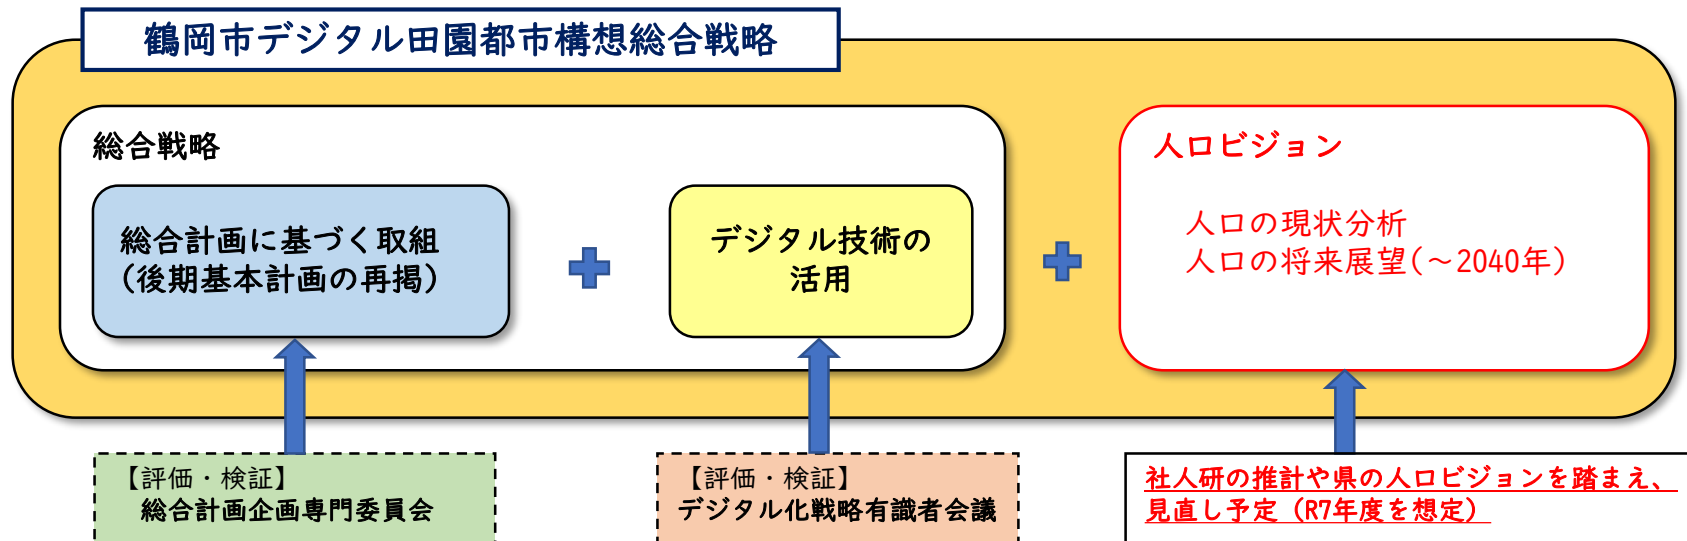 鶴岡市デジタル田園都市構想総合戦略
総合戦略
総合計画に基づく取組
(後期基本計画の再掲)
デジタル技術の
活用
人口ビジョン
人口の現状分析
人口の将来展望(～2040年)
【評価・検証】
総合計画企画専門委員会
【評価・検証】
デジタル化戦略有識者会議
社人研の推計や県の人口ビジョンを踏まえ、
見直し予定（R7年度を想定）